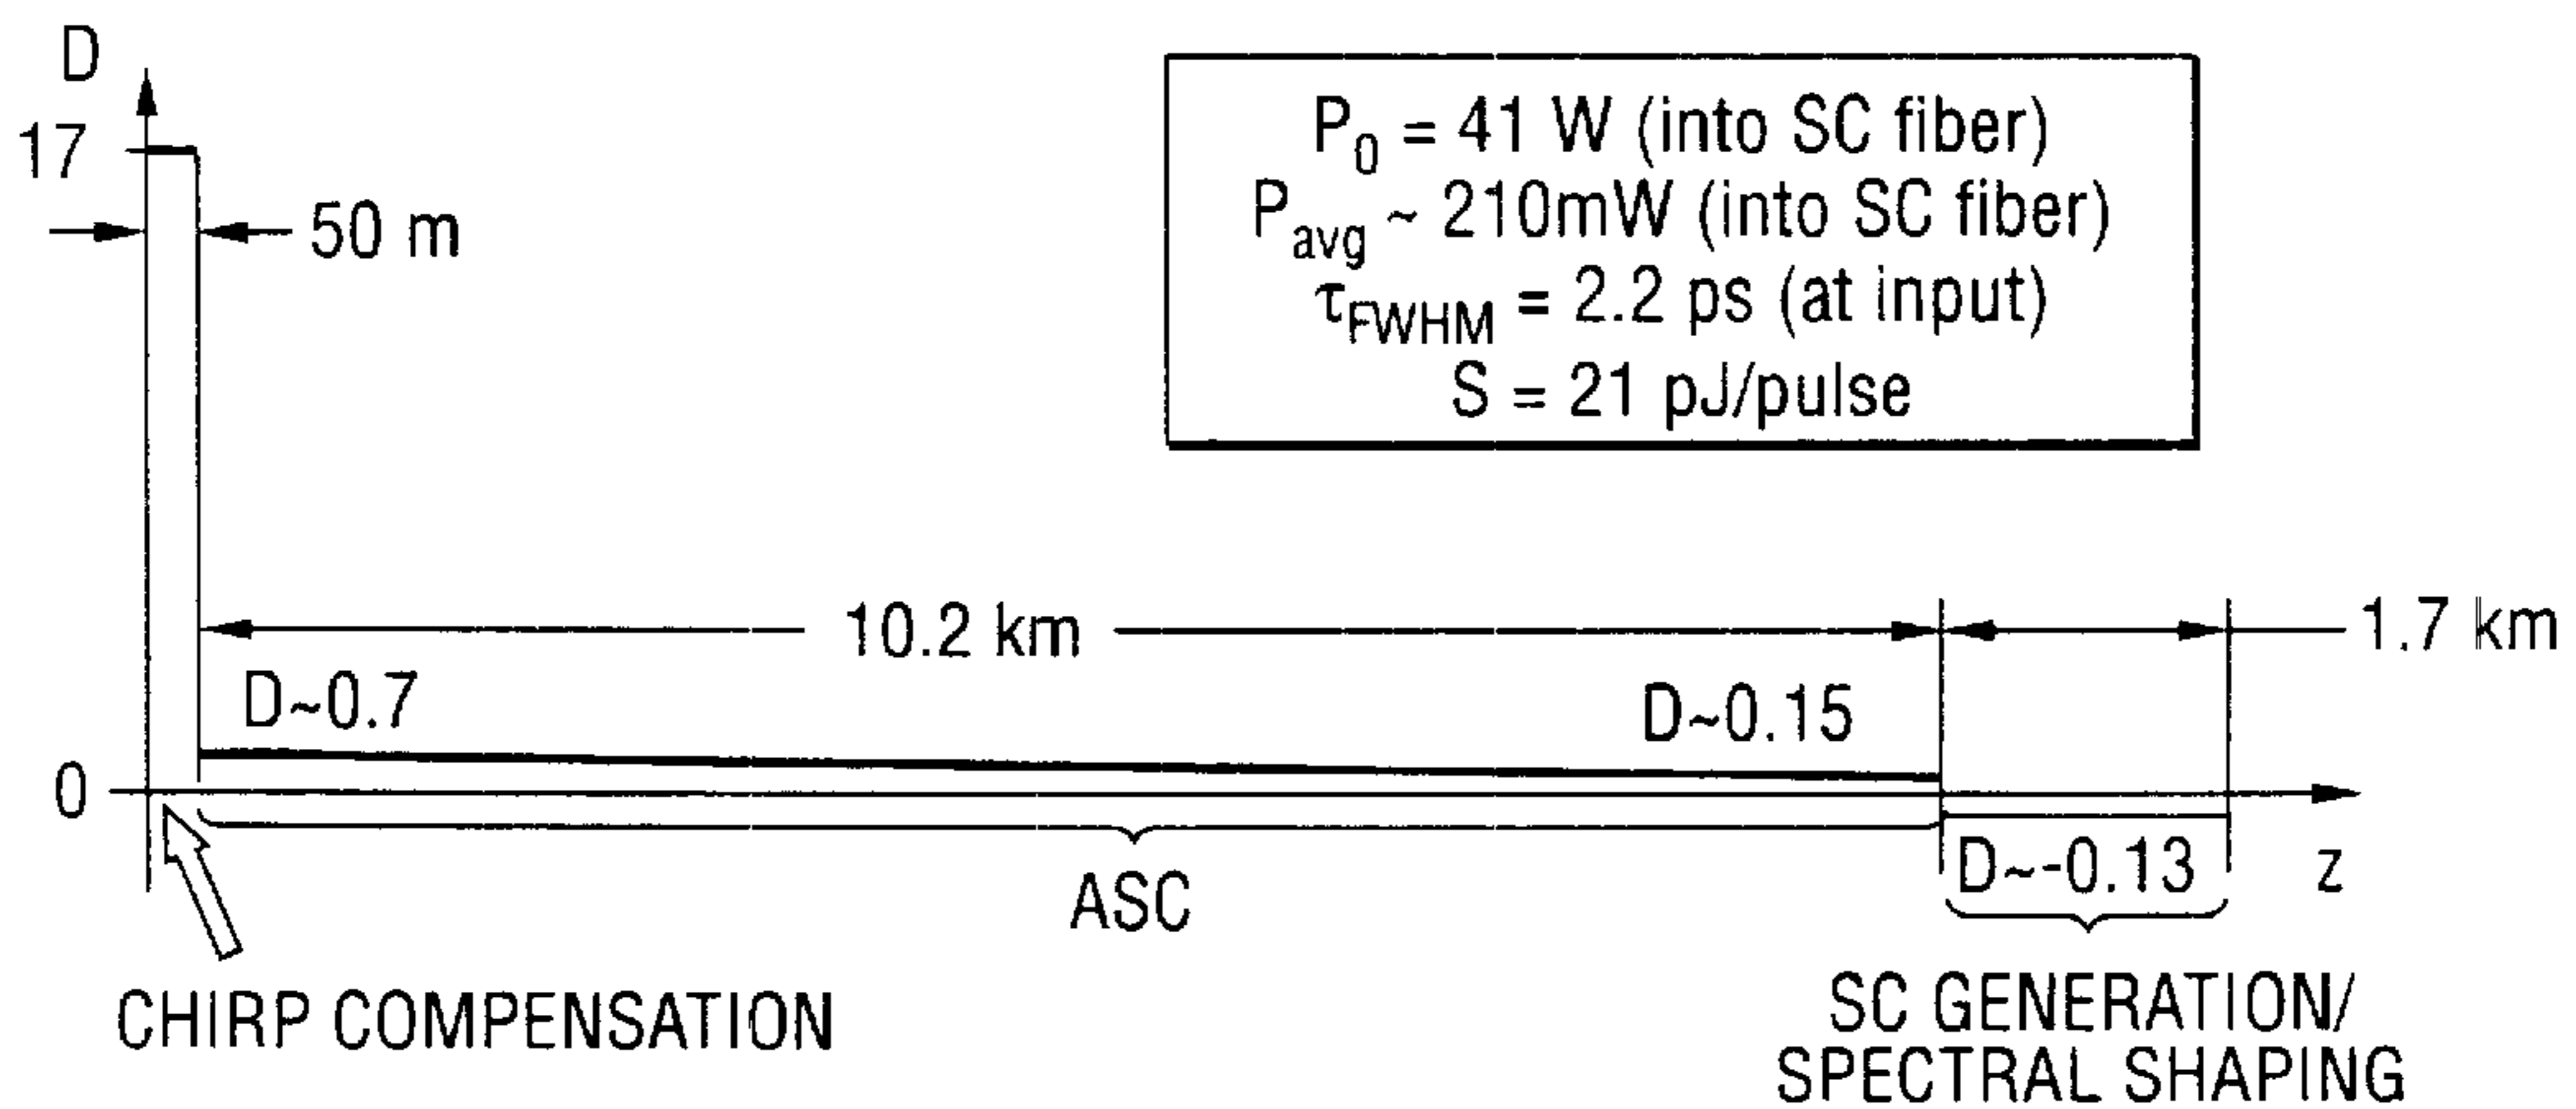 D
17
50 m
P₀ = 41 W (into SC fiber)
Pavg ~ 210mW (into SC fiber)
τFWHM = 2.2 ps (at input)
S = 21 pJ/pulse
10.2 km
1.7 km
D~0.7
D~0.15
0
D~-0.13
z
ASC
CHIRP COMPENSATION
SC GENERATION/
SPECTRAL SHAPING